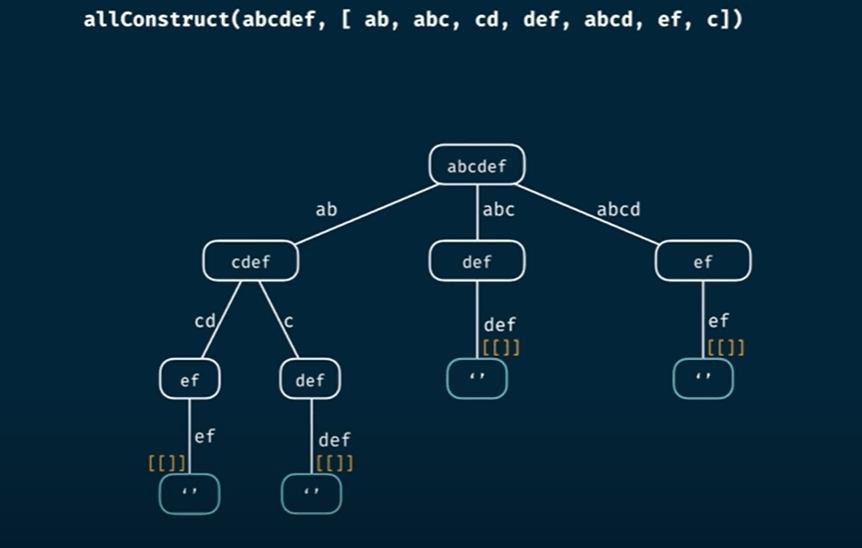 allConstruct(abcdef, [ ab, abc, cd, def, abcd, ef, c])
abcdef
ab
abc
abcd
cdef
def
ef
cd
c
def
[[]]
ef
[[]]
ef
def
‘’
‘’
ef
[[]]
def
[[]]
‘’
‘’